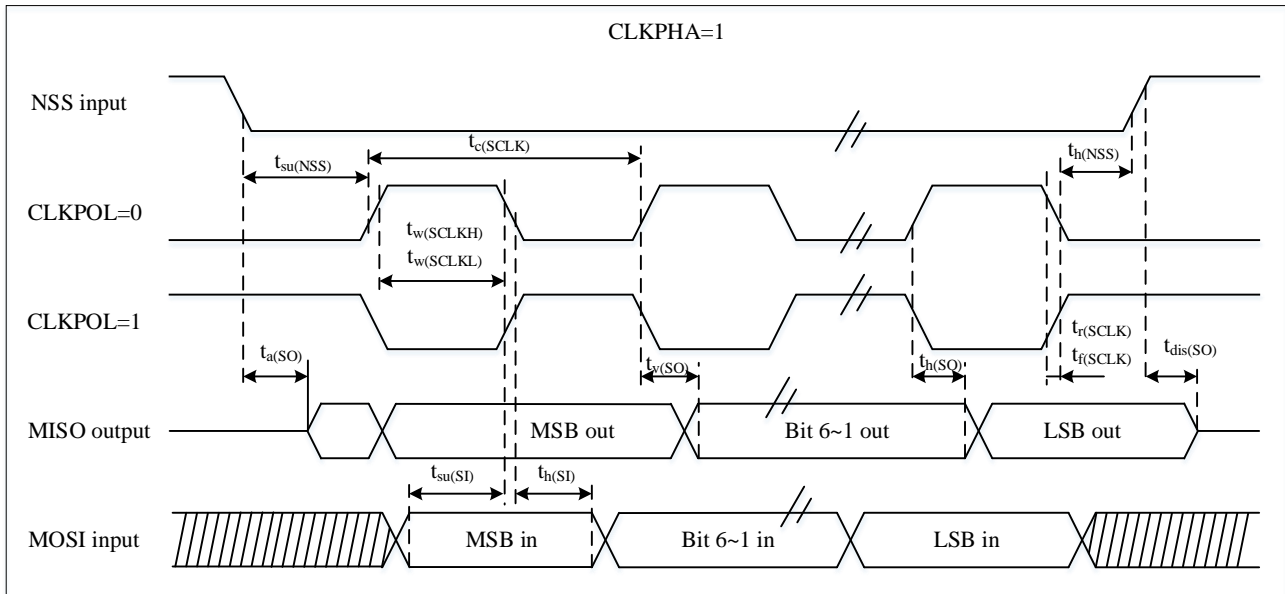 CLKPHA=1
NSS input
tc(SCLK)
tsu(NSS)
th(NSS)
CLKPOL=0
tw(SCLKH)
tw(SCLKL)
CLKPOL=1
tr(SCLK)
tf(SCLK)
ta(SO)
tv(SO)
th(SO)
tdis(SO)
MISO output
MSB out
Bit 6~1 out
LSB out
tsu(SI)
th(SI)
MOSI input
MSB in
Bit 6~1 in
LSB in